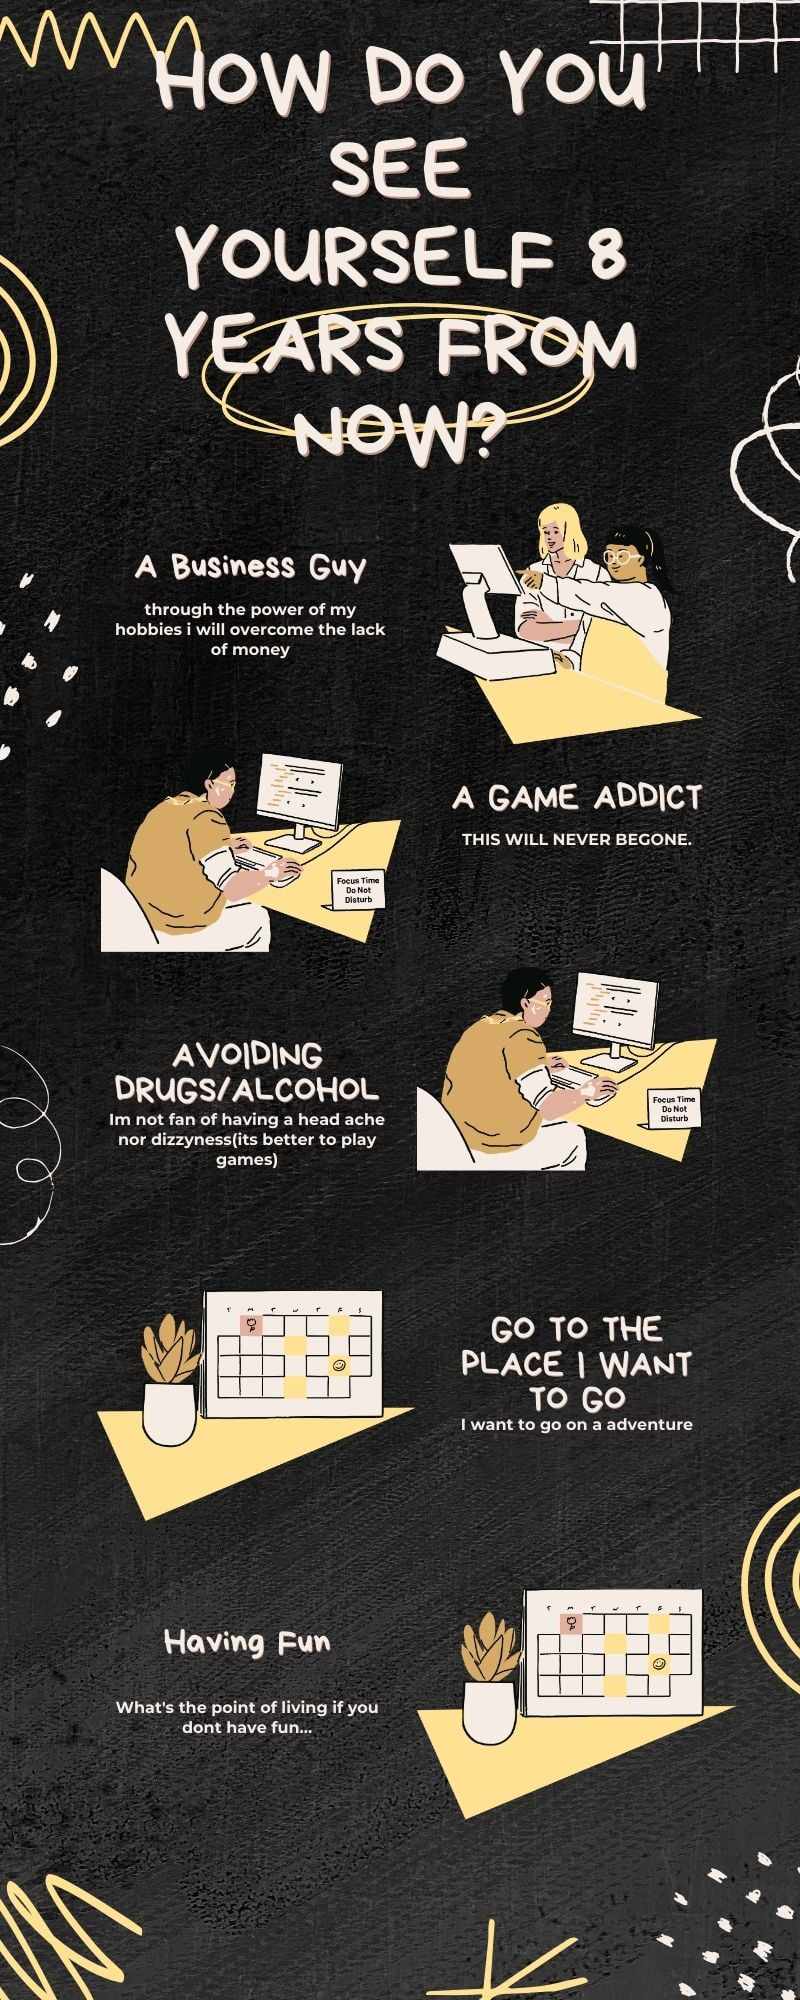 HOW DO YOU
SEE
YOURSELF 8
YEARS FROM
NOW?
A Business Guy
through the power of my
hobbies i will overcome the lack
of money
A GAME ADDICT
THIS WILL NEVER BEGONE.
Focus Time
Do Not
Disturb
AVOIDING
DRUGS/ALCOHOL
Im not fan of having a head ache
nor dizzyness(its better to play
games)
Focus Time
Do Not
Disturb
GO TO THE
PLACE I WANT
TO GO
I want to go on a adventure
Having Fun
What's the point of living if you
dont have fun...